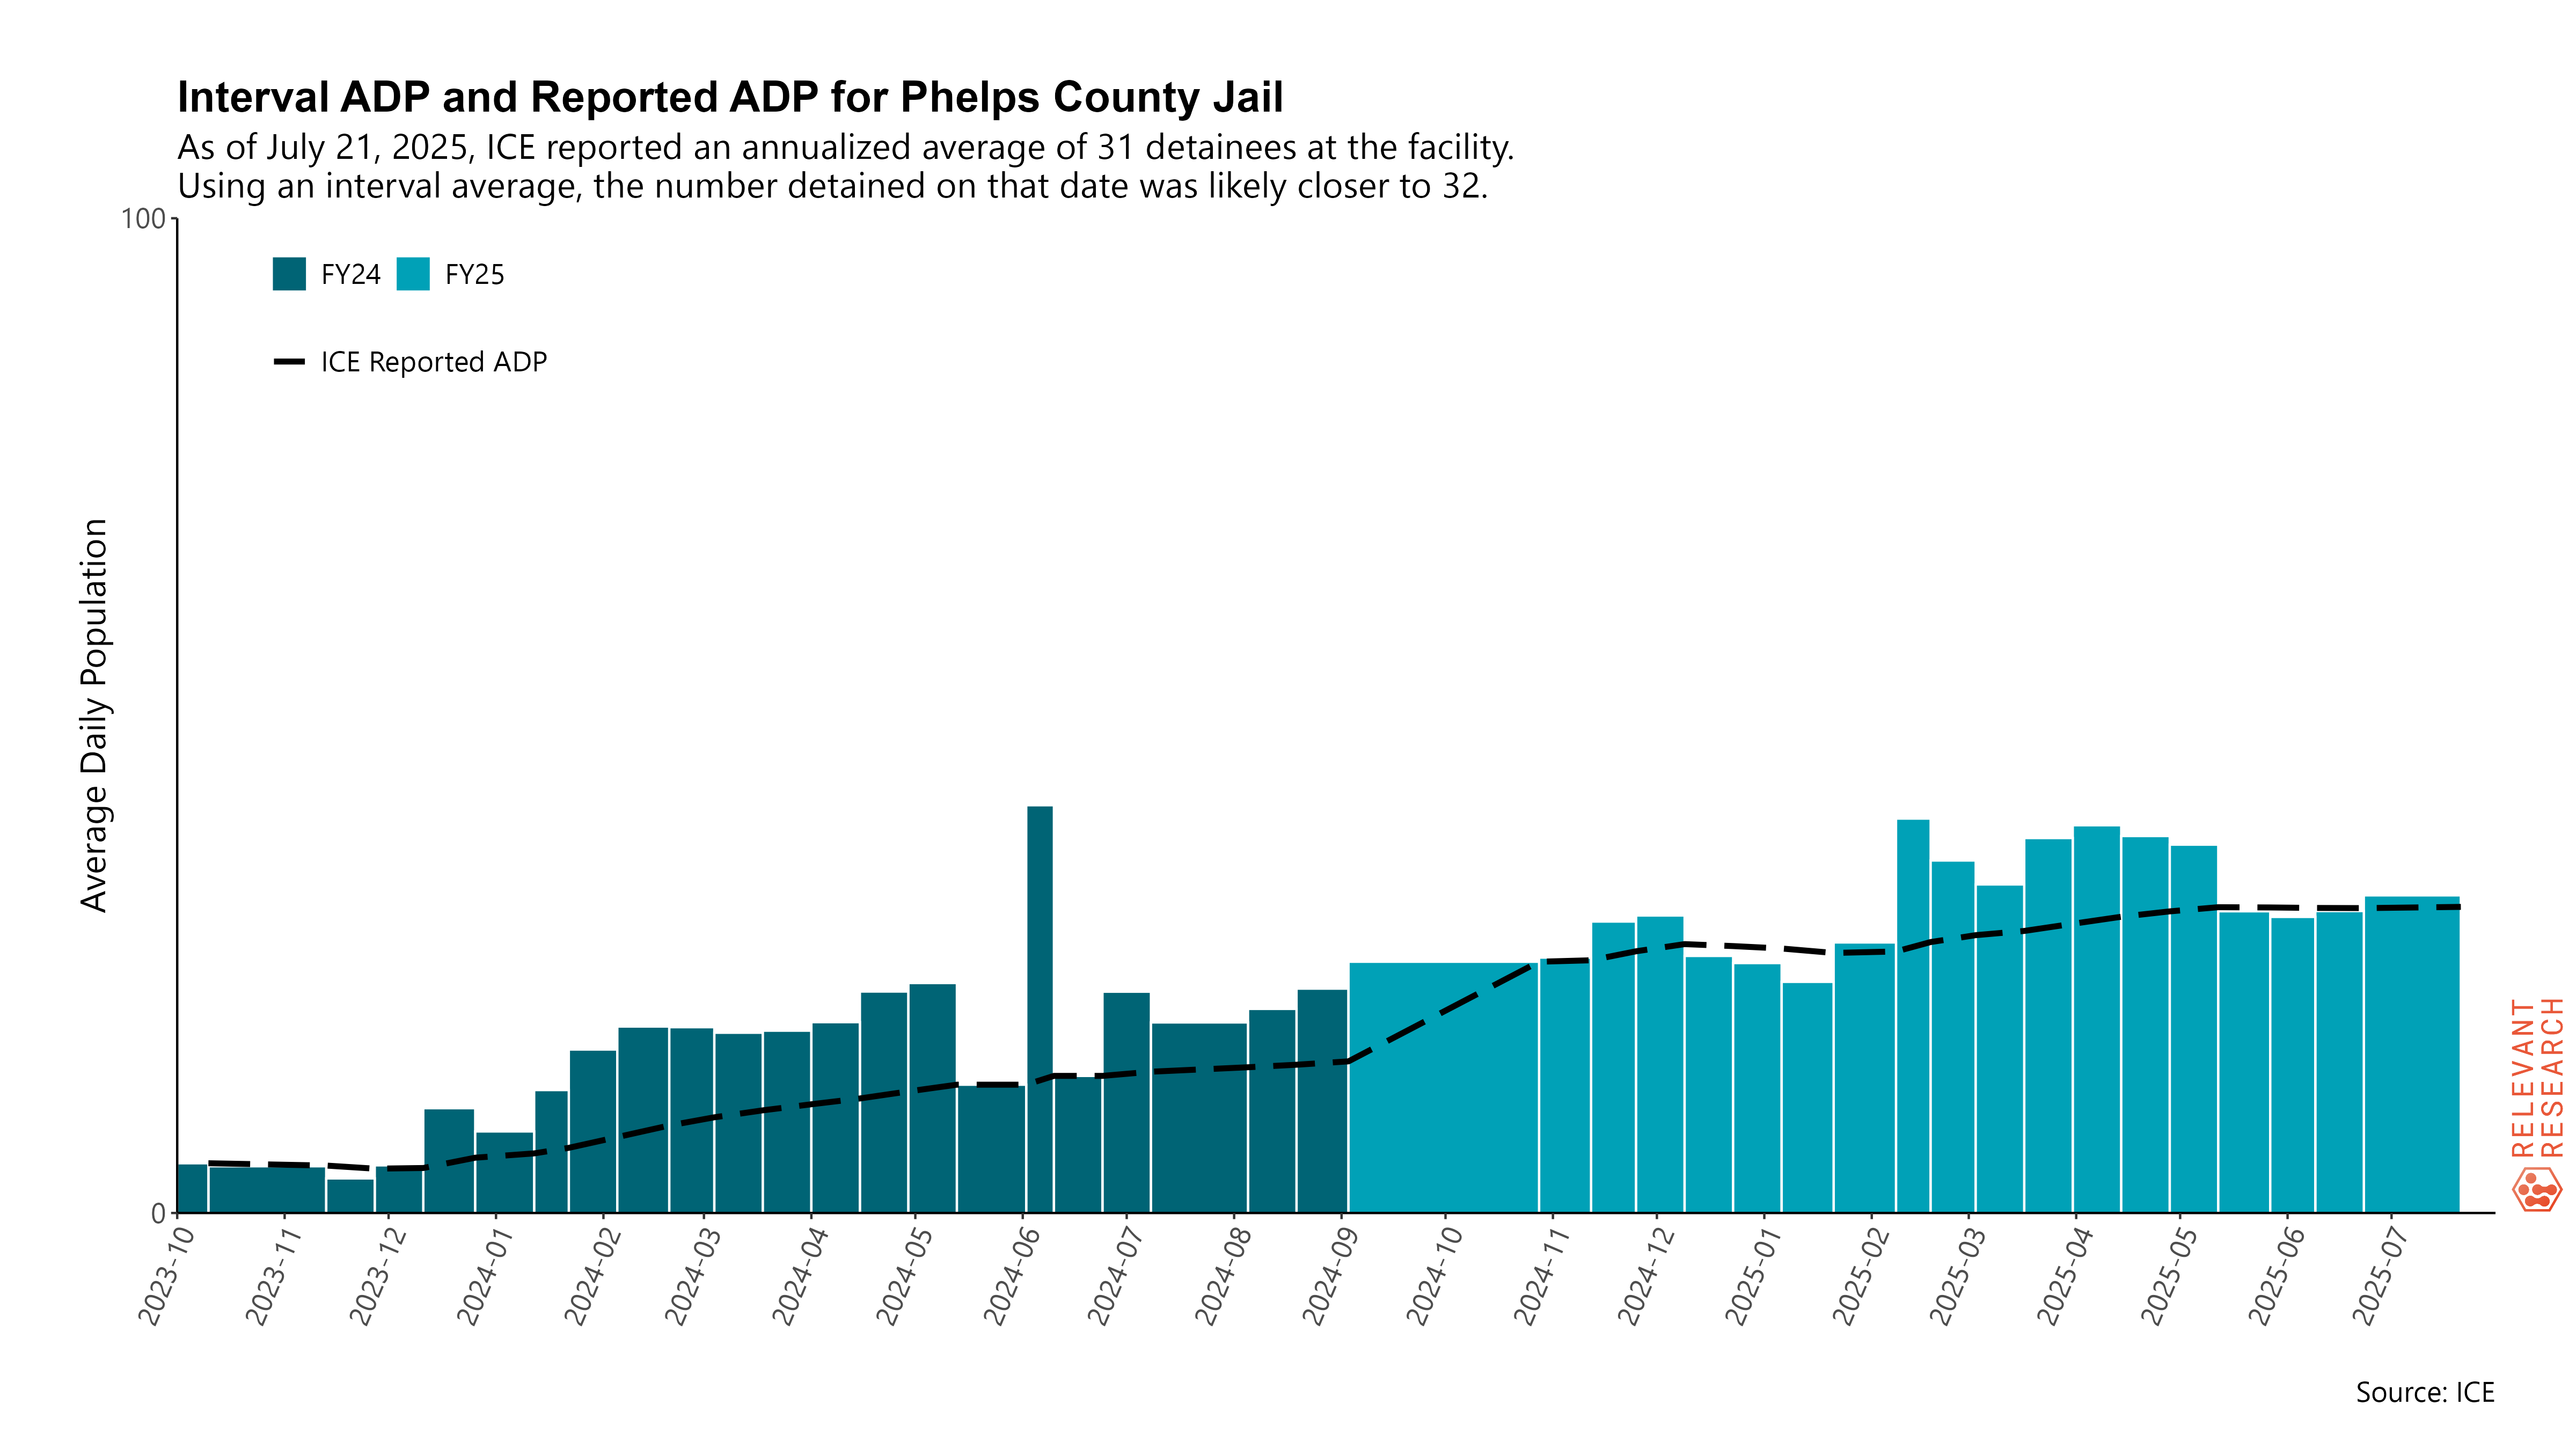 Interval ADP and Reported ADP for Phelps County Jail
As of July 21, 2025, ICE reported an annualized average of 31 detainees at the facility.
Using an interval average, the number detained on that date was likely closer to 32.
100
FY24
FY25
ICE Reported ADP
Average Daily Population
0
2023-10
2023-11
2023-12
2024-01
2024-02
2024-03
2024-04
2024-05
2024-06
2024-07
2024-08
2024-09
2024-10
2024-11
2024-12
2025-01
2025-02
2025-03
2025-04
2025-05
2025-06
2025-07
RELEVANT
RESEARCH
Source: ICE